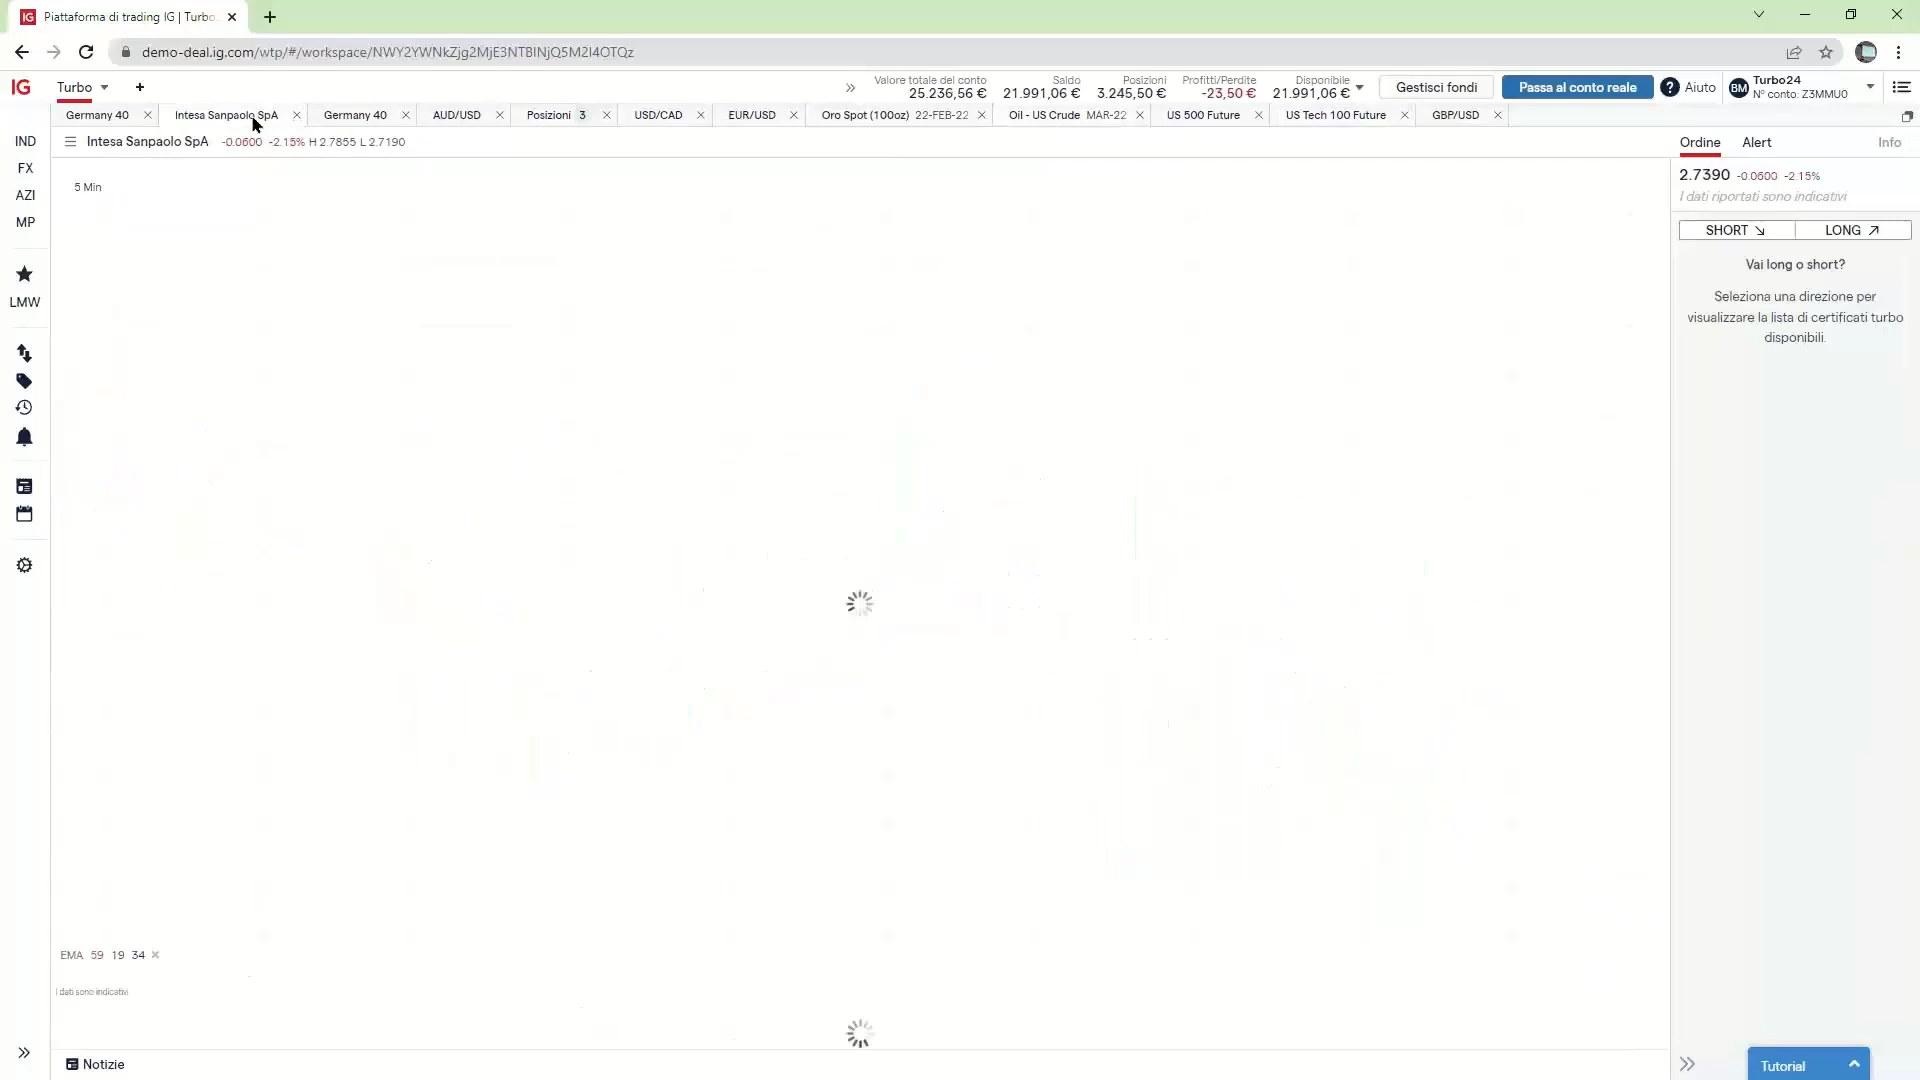 IG Piattaforma di trading IG | Turbo
demo-deal.ig.com/wtp/#/workspace/
IG Turbo
Valore totale del conto Saldo Posizioni Profitti/Perdite Disponibile
25.236,56 € 21.991,06 € 3.245,50 € -23,50 € 21.991,06 €
Gestisci fondi Passa al conto reale ? Aiuto BM Turbo24
N° conto: Z3MMU0
Germany 40 Intesa Sanpaolo SpA Germany 40 AUD/USD Posizioni 3 USD/CAD EUR/USD Oro Spot (100oz) 22-FEB-22 Oil - US Crude MAR-22 US 500 Future US Tech 100 Future GBP/USD
IND
FX
AZI
MP
LMW
Intesa Sanpaolo SpA -0.0600 -2.15% H 2.7855 L 2.7190
5 Min
EMA 59 19 34
I dati sono indicativi
Notizie
Ordine Alert Info
2.7390 -0.0600 -2.15%
I dati riportati sono indicativi
SHORT LONG
Vai long o short?
Seleziona una direzione per
visualizzare la lista di certificati turbo
disponibili.
Tutorial